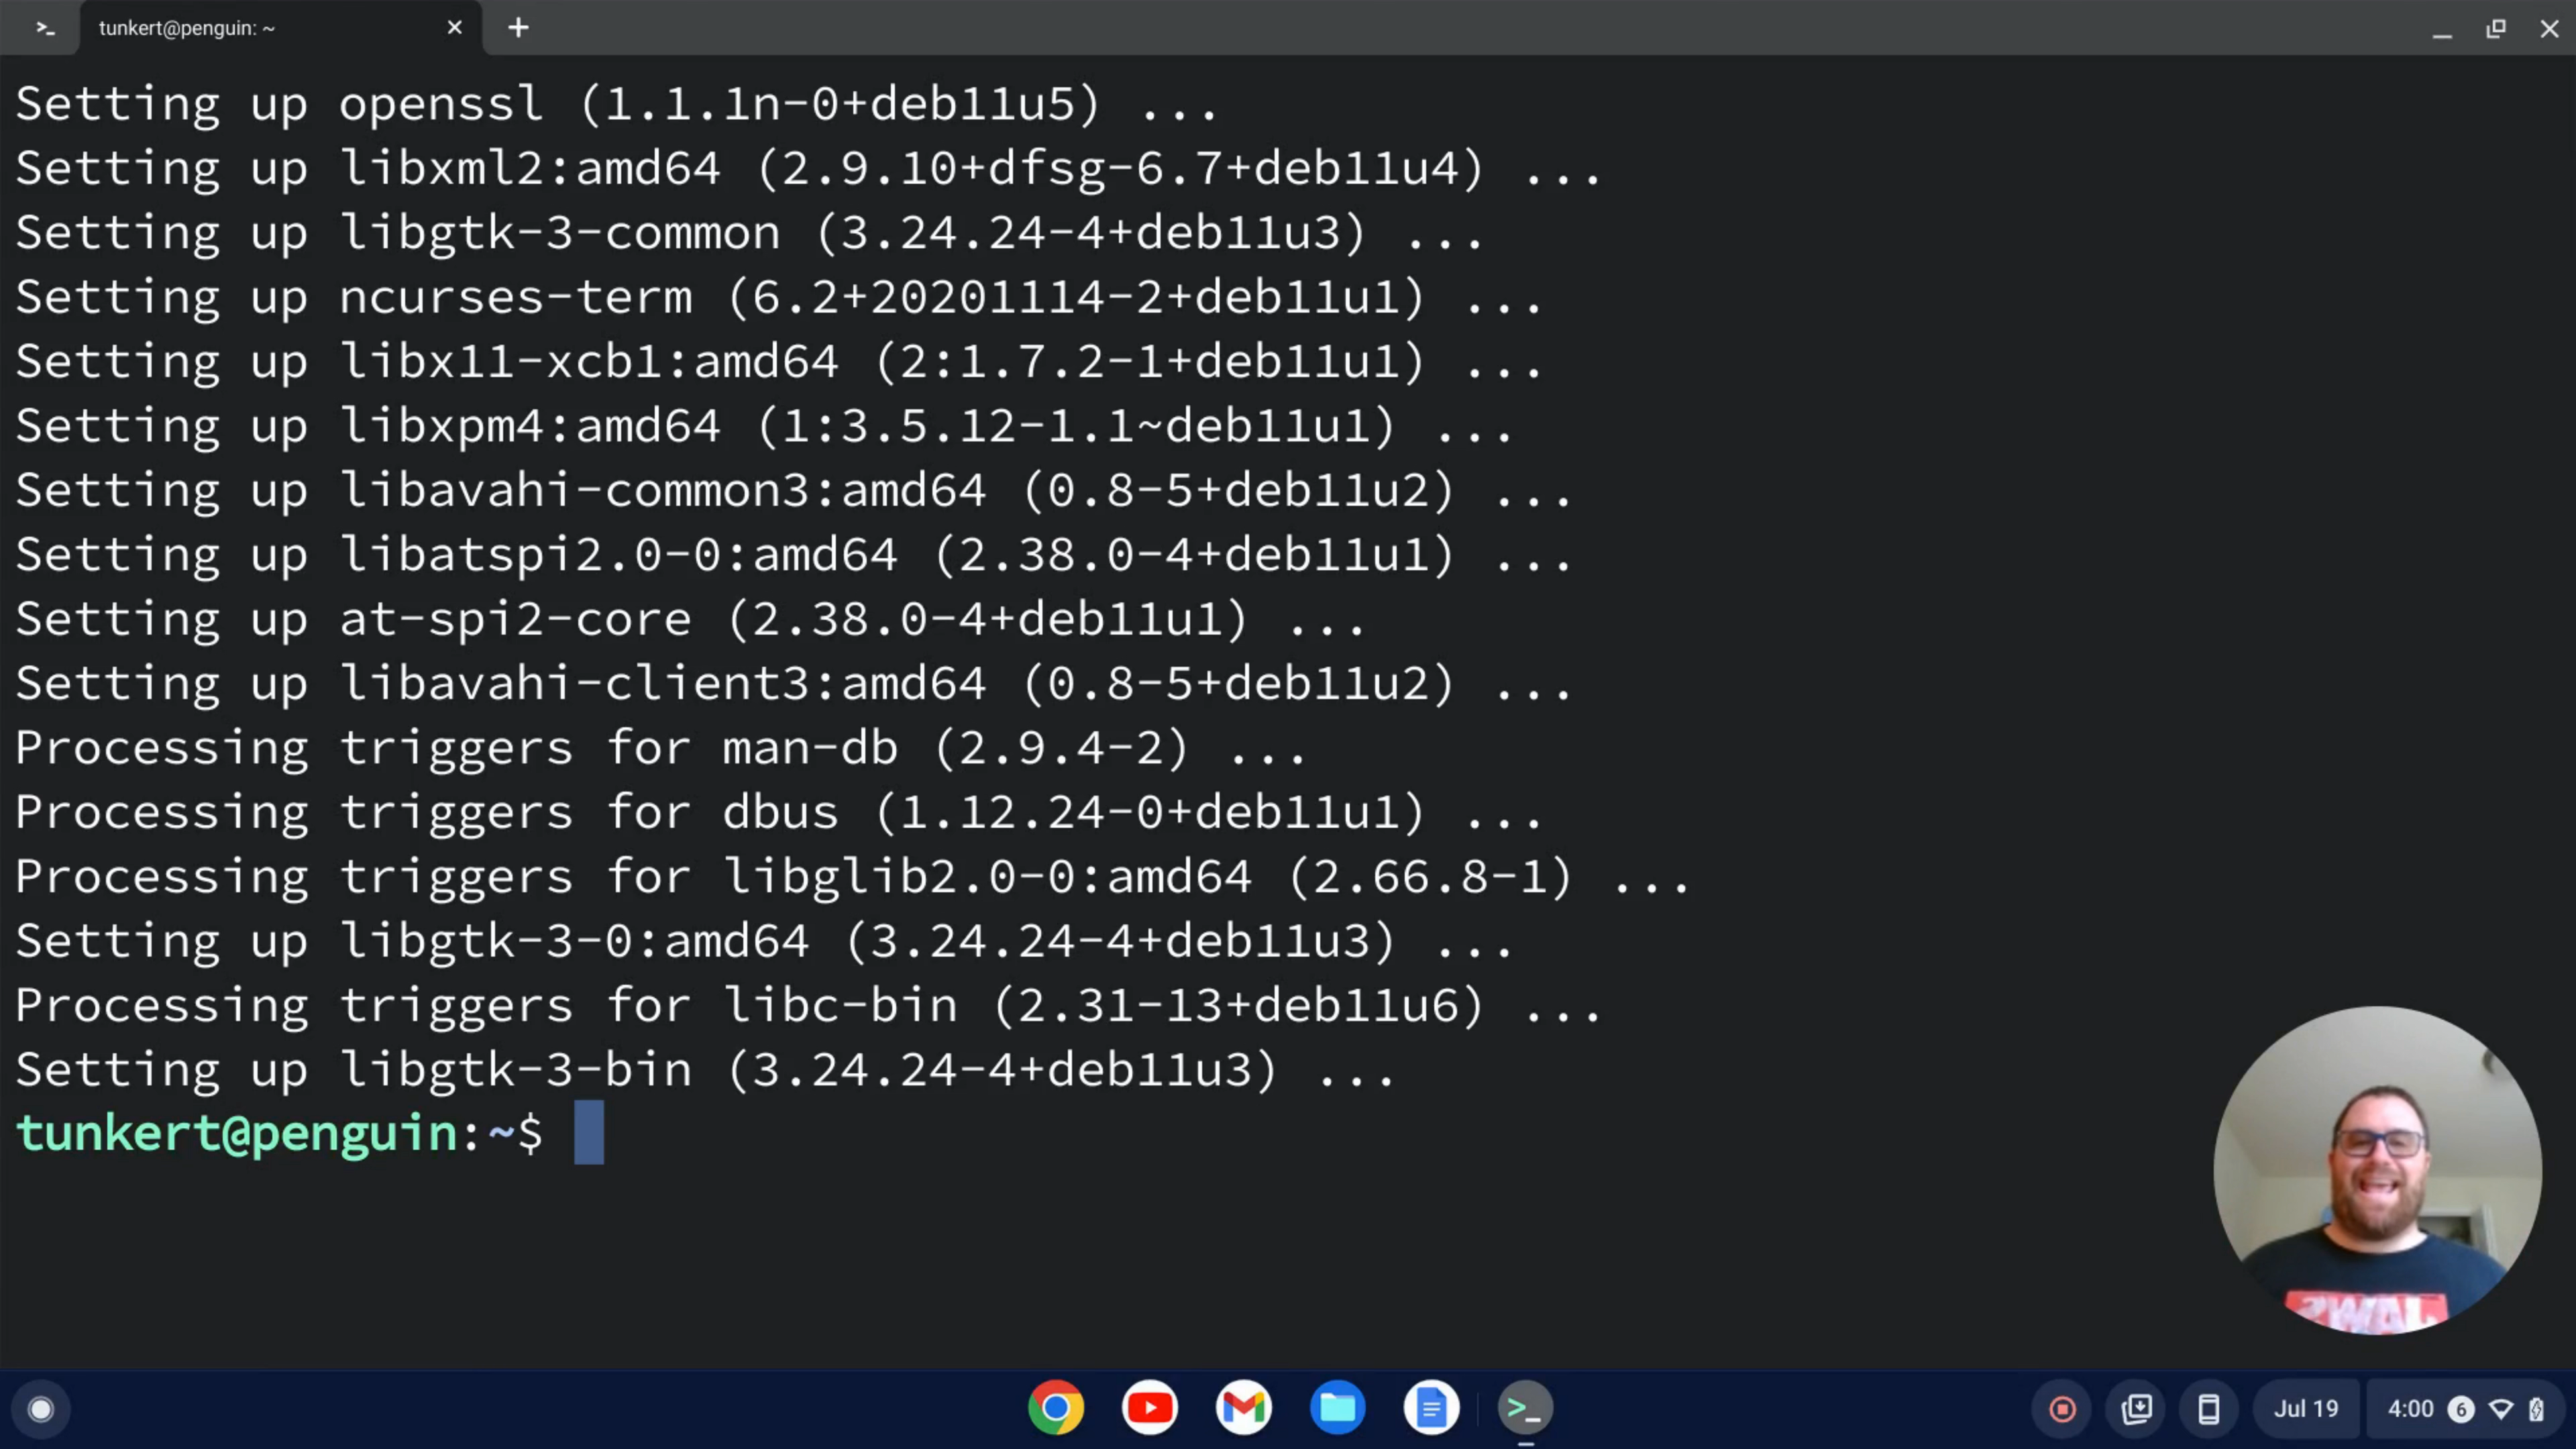 tunkert@penguin: ~
Setting up openssl (1.1.1n-0+deb11u5) ...
Setting up libxml2:amd64 (2.9.10+dfsg-6.7+deb11u4) ...
Setting up libgtk-3-common (3.24.24-4+deb11u3) ...
Setting up ncurses-term (6.2+20201114-2+deb11u1) ...
Setting up libx11-xcb1:amd64 (2:1.7.2-1+deb11u1) ...
Setting up libxpm4:amd64 (1:3.5.12-1.1~deb11u1) ...
Setting up libavahi-common3:amd64 (0.8-5+deb11u2) ...
Setting up libatspi2.0-0:amd64 (2.38.0-4+deb11u1) ...
Setting up at-spi2-core (2.38.0-4+deb11u1) ...
Setting up libavahi-client3:amd64 (0.8-5+deb11u2) ...
Processing triggers for man-db (2.9.4-2) ...
Processing triggers for dbus (1.12.24-0+deb11u1) ...
Processing triggers for libglib2.0-0:amd64 (2.66.8-1) ...
Setting up libgtk-3-0:amd64 (3.24.24-4+deb11u3) ...
Processing triggers for libc-bin (2.31-13+deb11u6) ...
Setting up libgtk-3-bin (3.24.24-4+deb11u3) ...
tunkert@penguin:~$
Jul 19
4:00 6